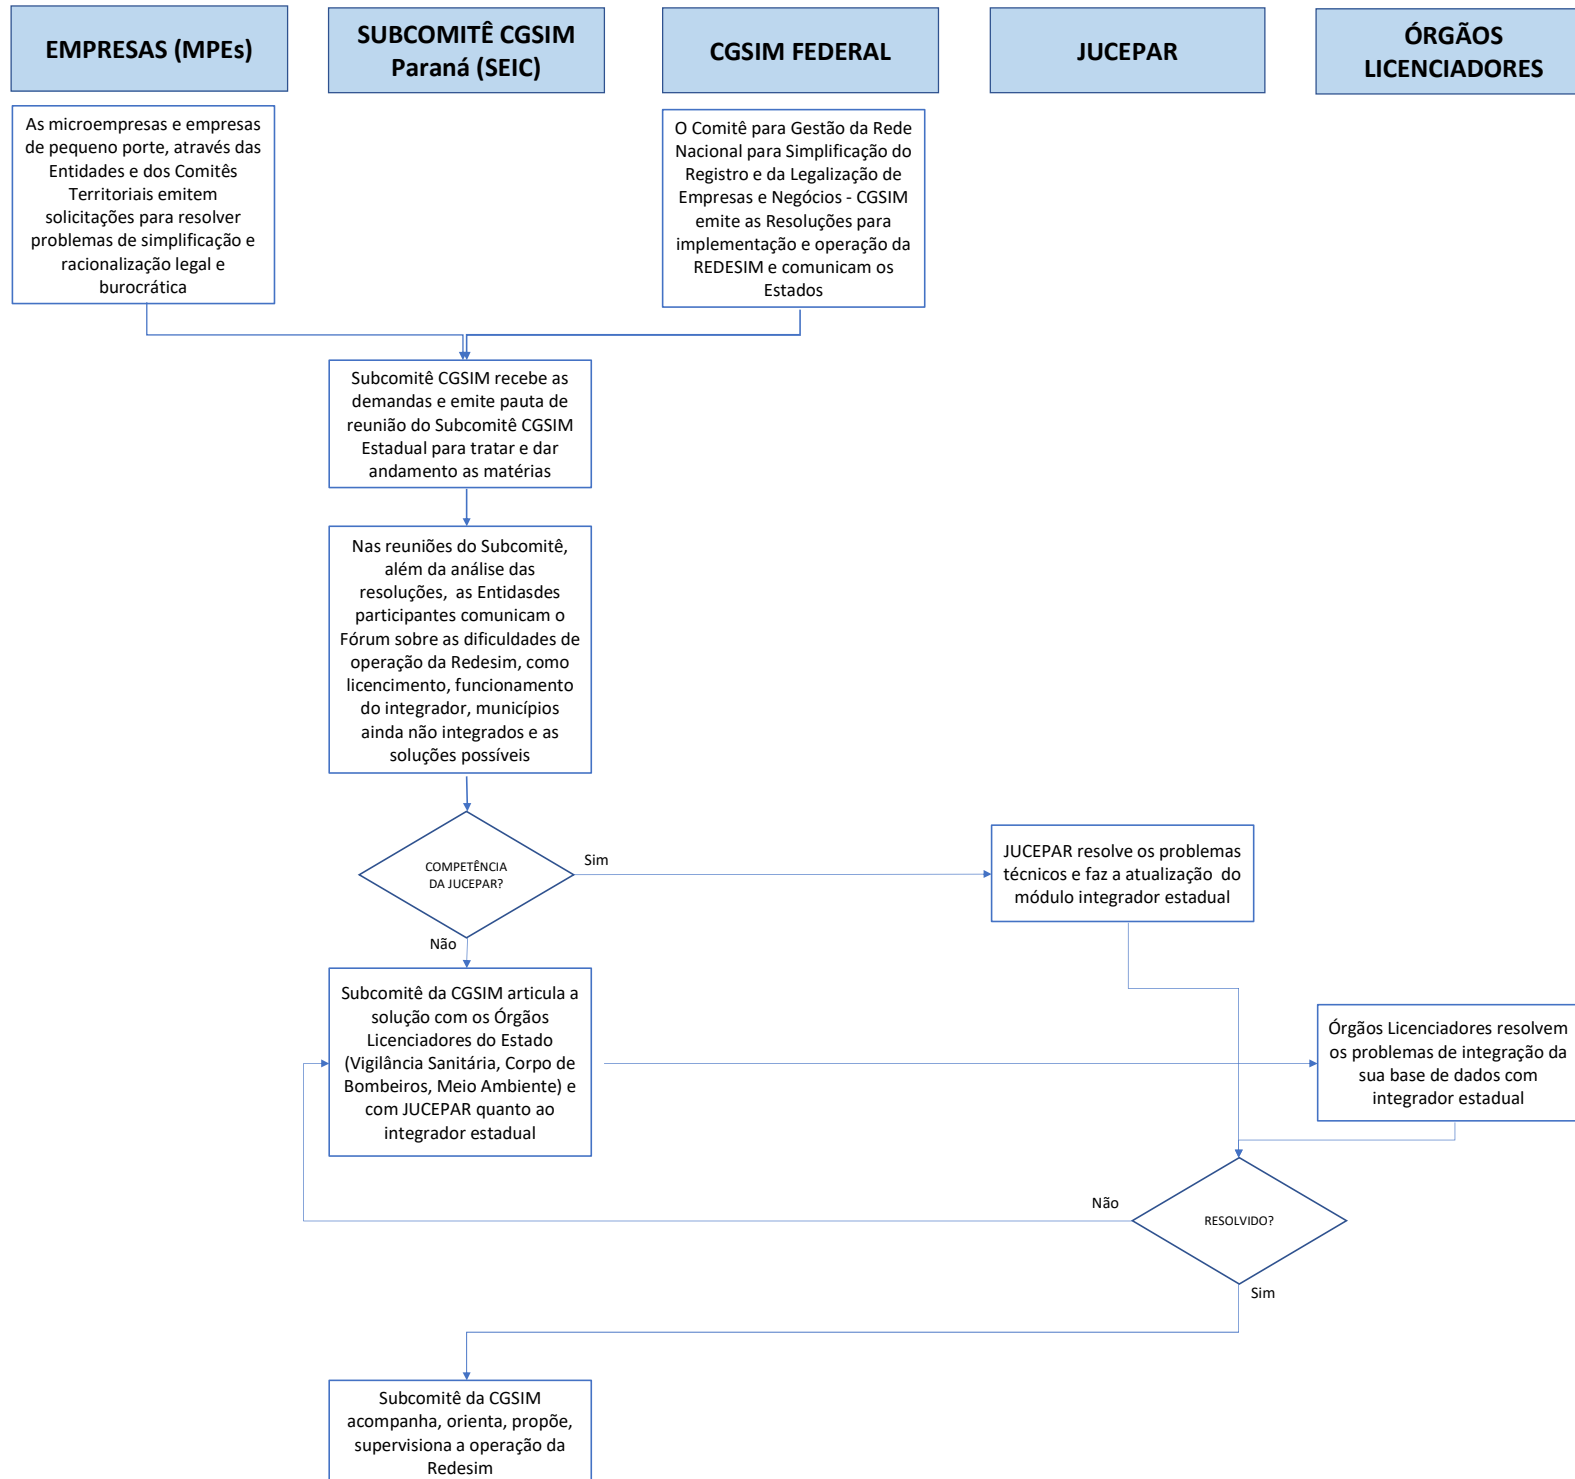 EMPRESAS (MPEs)
SUBCOMITÊ CGSIM
Paraná (SEIC)
CGSIM FEDERAL
JUCEPAR
ÓRGÃOS
LICENCIADORES
As microempresas e empresas
de pequeno porte, através das
Entidades e dos Comitês
Territoriais emitem
solicitações para resolver
problemas de simplificação e
racionalização legal e
burocrática
O Comitê para Gestão da Rede
Nacional para Simplificação do
Registro e da Legalização de
Empresas e Negócios - CGSIM
emite as Resoluções para
implementação e operação da
REDESIM e comunicam os
Estados
Subcomitê CGSIM recebe as
demandas e emite pauta de
reunião do Subcomitê CGSIM
Estadual para tratar e dar
andamento as matérias
Nas reuniões do Subcomitê,
além da análise das
resoluções, as Entidasdes
participantes comunicam o
Fórum sobre as dificuldades de
operação da Redesim, como
licencimento, funcionamento
do integrador, municípios
ainda não integrados e as
soluções possíveis
COMPETÊNCIA
DA JUCEPAR?
Sim
JUCEPAR resolve os problemas
técnicos e faz a atualização do
módulo integrador estadual
Não
Subcomitê da CGSIM articula a
solução com os Órgãos
Licenciadores do Estado
(Vigilância Sanitária, Corpo de
Bombeiros, Meio Ambiente) e
com JUCEPAR quanto ao
integrador estadual
Órgãos Licenciadores resolvem
os problemas de integração da
sua base de dados com
integrador estadual
Não
RESOLVIDO?
Sim
Subcomitê da CGSIM
acompanha, orienta, propõe,
supervisiona a operação da
Redesim